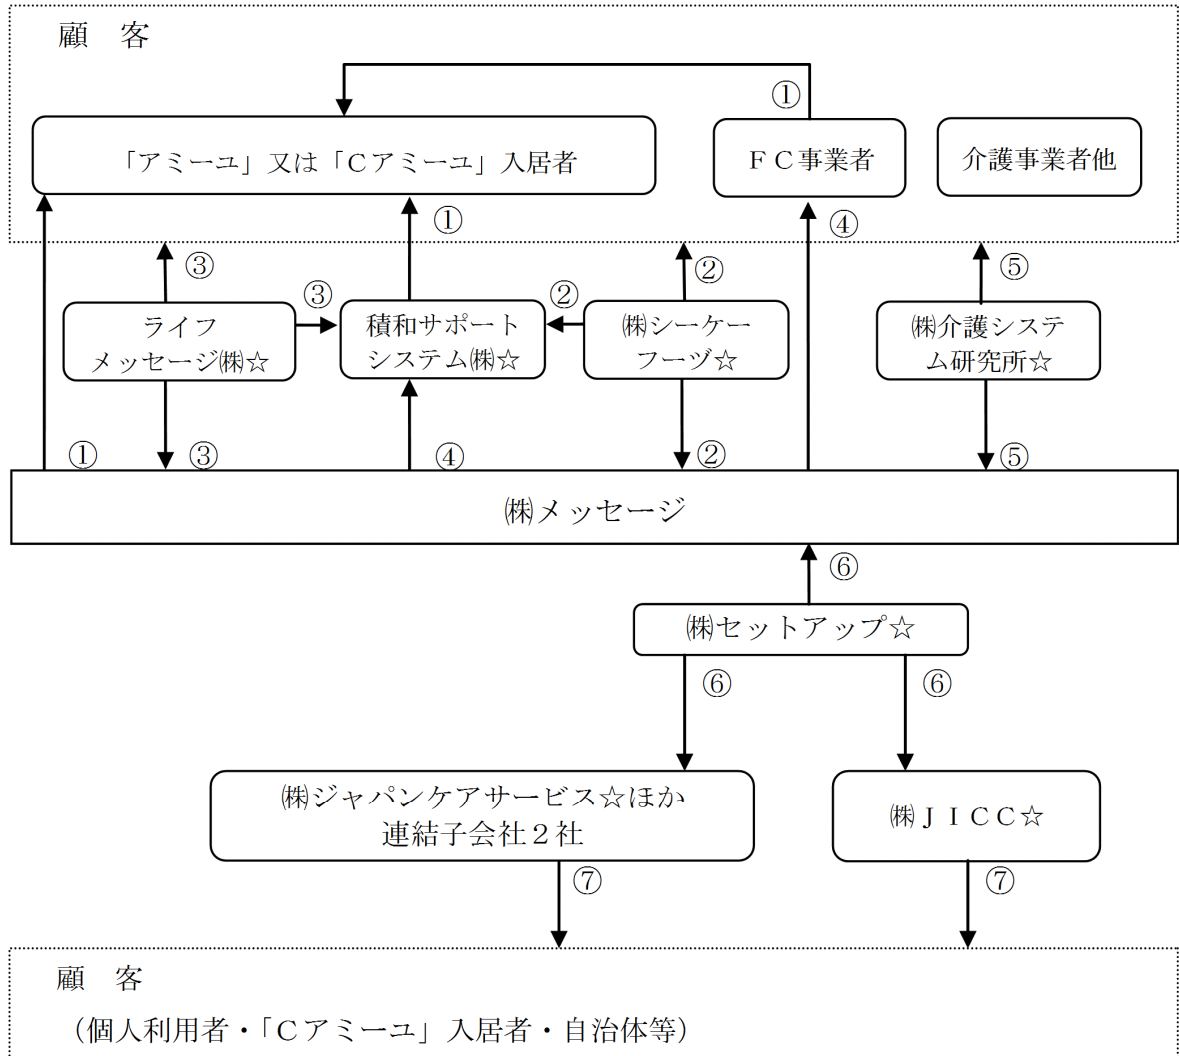 顧　客
①
「アミーユ」又は「Ｃアミーユ」入居者
ＦＣ事業者
介護事業者他
①
④
③
②
⑤
③
②
ライフ
メッセージ㈱☆
積和サポート
システム㈱☆
㈱シーケー
フーヅ☆
㈱介護システ
ム研究所☆
①
③
④
②
⑤
㈱メッセージ
⑥
㈱セットアップ☆
⑥
⑥
㈱ジャパンケアサービス☆ほか
連結子会社２社
㈱ＪＩＣＣ☆
⑦
⑦
顧　客
（個人利用者・「Ｃアミーユ」入居者・自治体等）